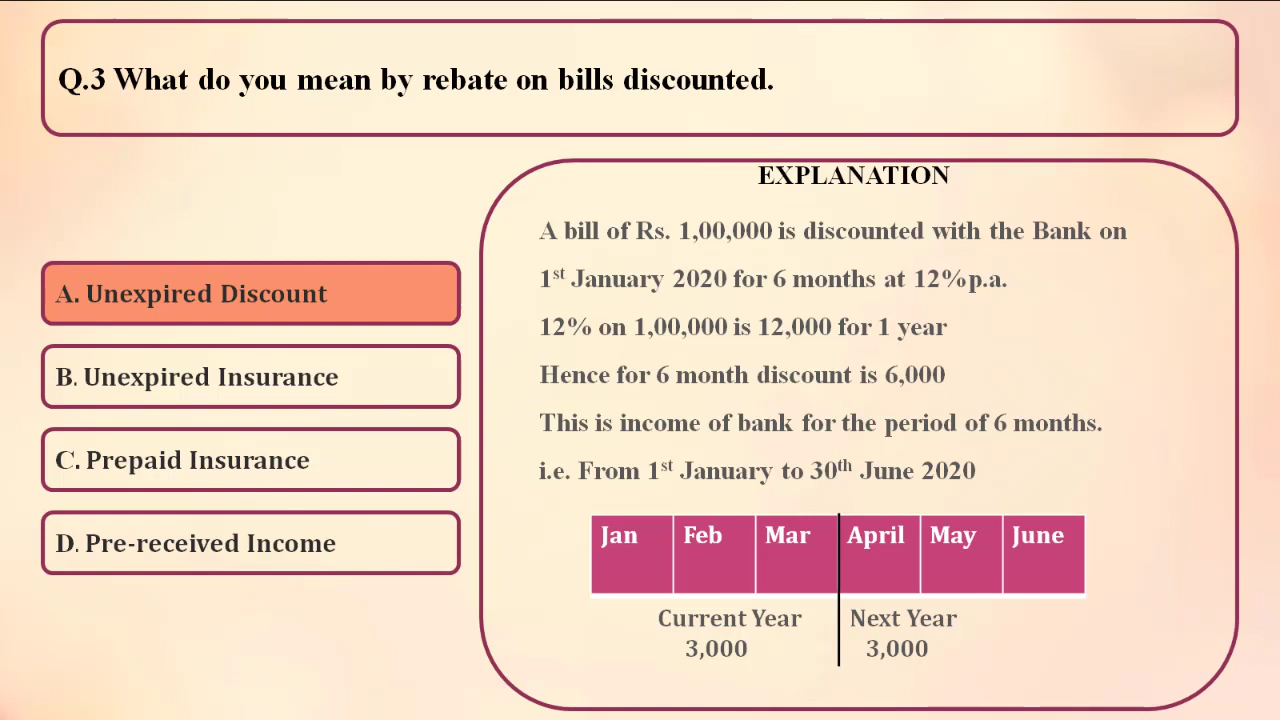 Q.3 What do you mean by rebate on bills discounted.
A. Unexpired Discount
B. Unexpired Insurance
C. Prepaid Insurance
D. Pre-received Income
EXPLANATION
A bill of Rs. 1,00,000 is discounted with the Bank on
1st January 2020 for 6 months at 12%p.a.
12% on 1,00,000 is 12,000 for 1 year
Hence for 6 month discount is 6,000
This is income of bank for the period of 6 months.
i.e. From 1st January to 30th June 2020
Jan Feb Mar April May June
Current Year Next Year
3,000 3,000